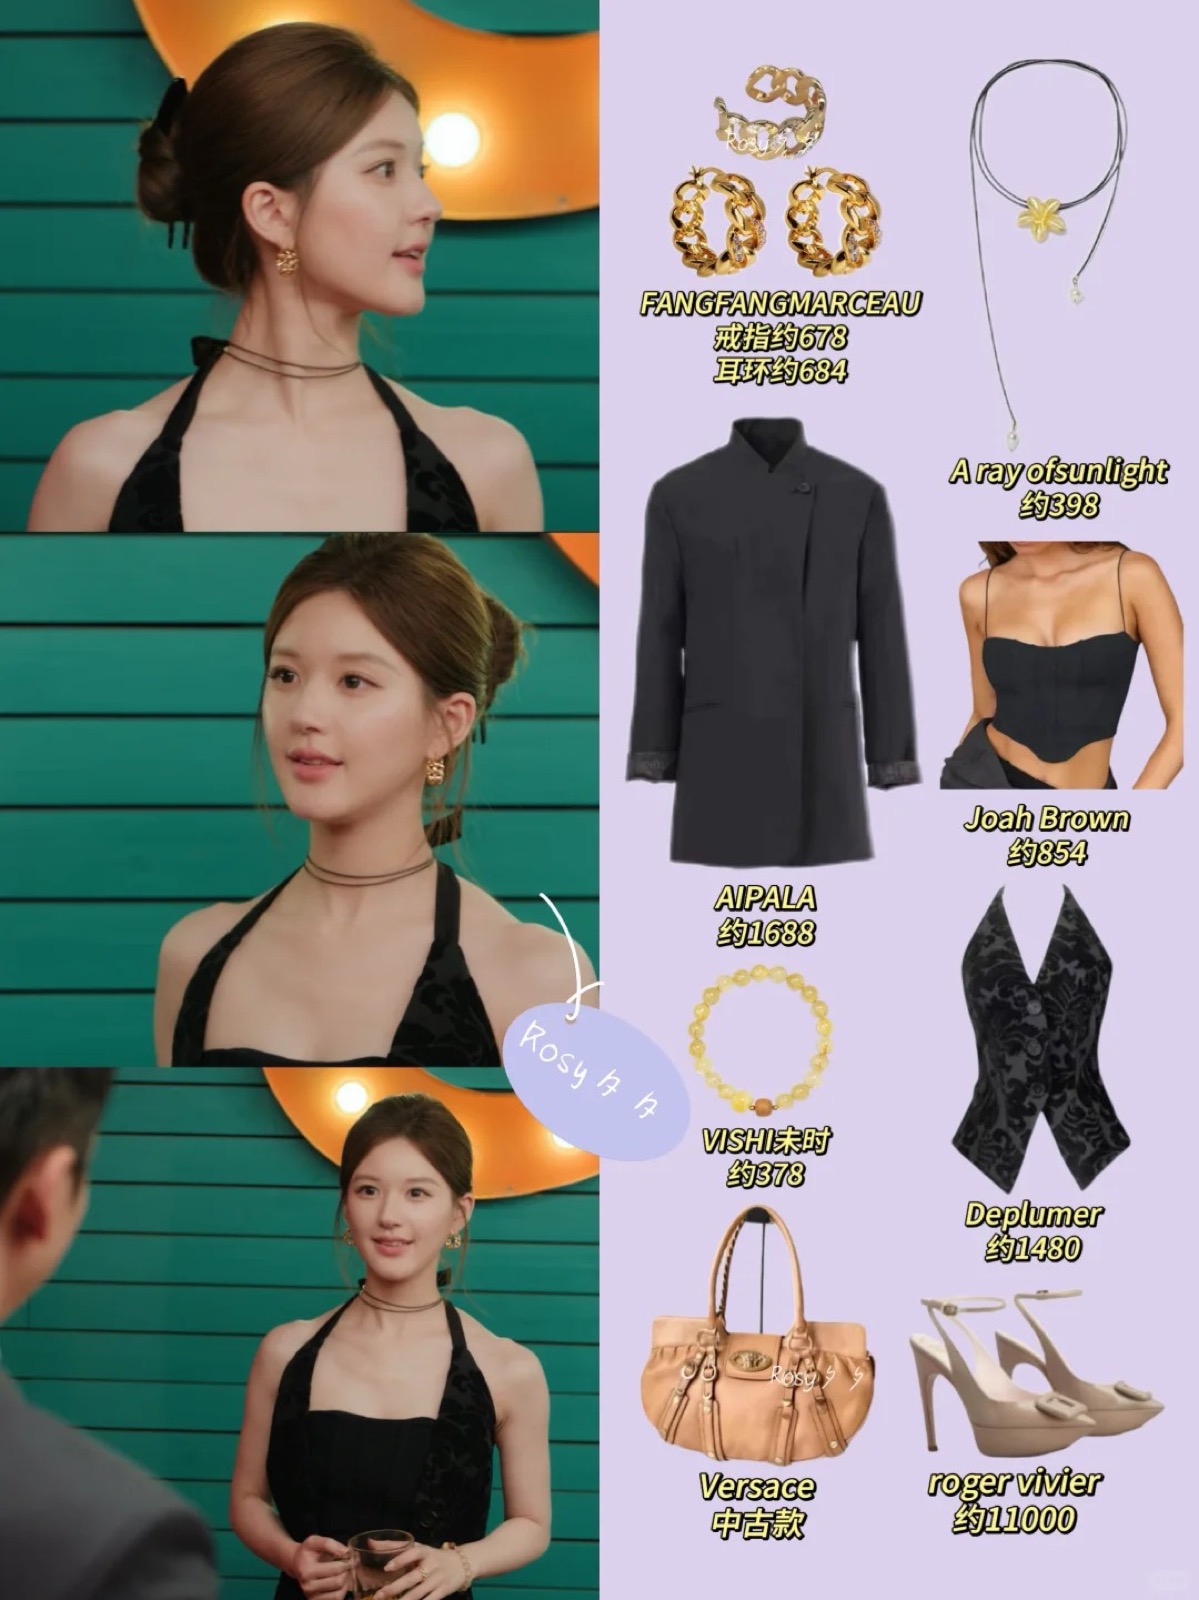 Rosy夕夕
FANGFANGMARCEAU
戒指约678
耳环约684
A ray ofsunlight
约398
Joah Brown
约854
AIPALA
约1688
Rosy夕夕
VISHI未时
约378
Deplumer
约1480
Rosy夕夕
Versace
中古款
roger vivier
约11000